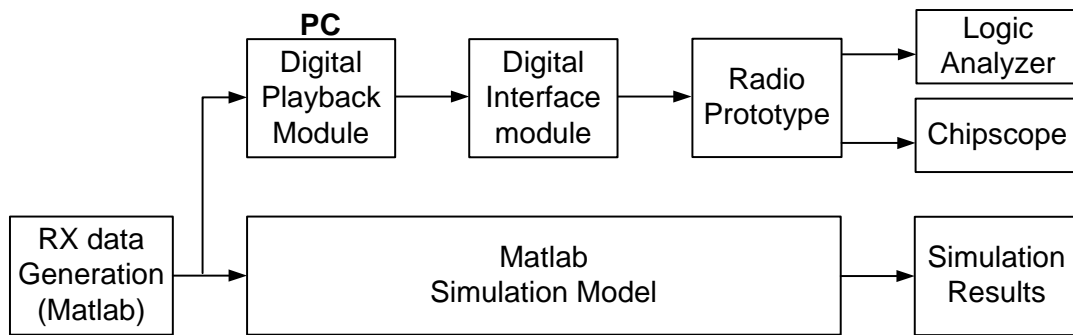 PC
Digital
Playback
Module
Digital
Interface
module
Radio
Prototype
Logic
Analyzer
Chipscope
RX data
Generation
(Matlab)
Matlab
Simulation Model
Simulation
Results